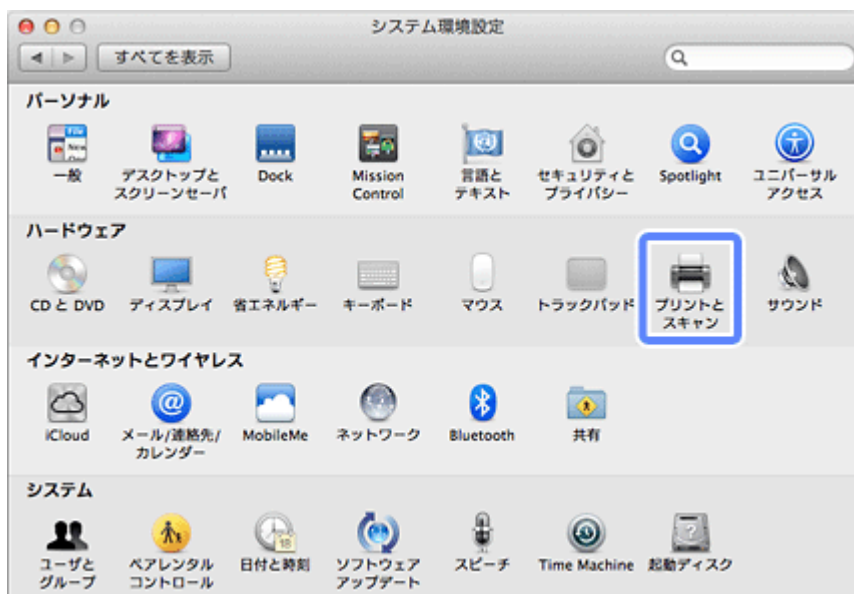 システム環境設定
すべてを表示
パーソナル
一般
デスクトップと
スクリーンセーバ
Dock
Mission
Control
言語と
テキスト
セキュリティと
プライバシー
Spotlight
ユニバーサル
アクセス
ハードウェア
CD と DVD
ディスプレイ
省エネルギー
キーボード
マウス
トラックパッド
プリントと
スキャン
サウンド
インターネットとワイヤレス
iCloud
メール/連絡先/
カレンダー
MobileMe
ネットワーク
Bluetooth
共有
システム
ユーザと
グループ
ペアレンタル
コントロール
18
日付と時刻
ソフトウェア
アップデート
スピーチ
Time Machine
起動ディスク